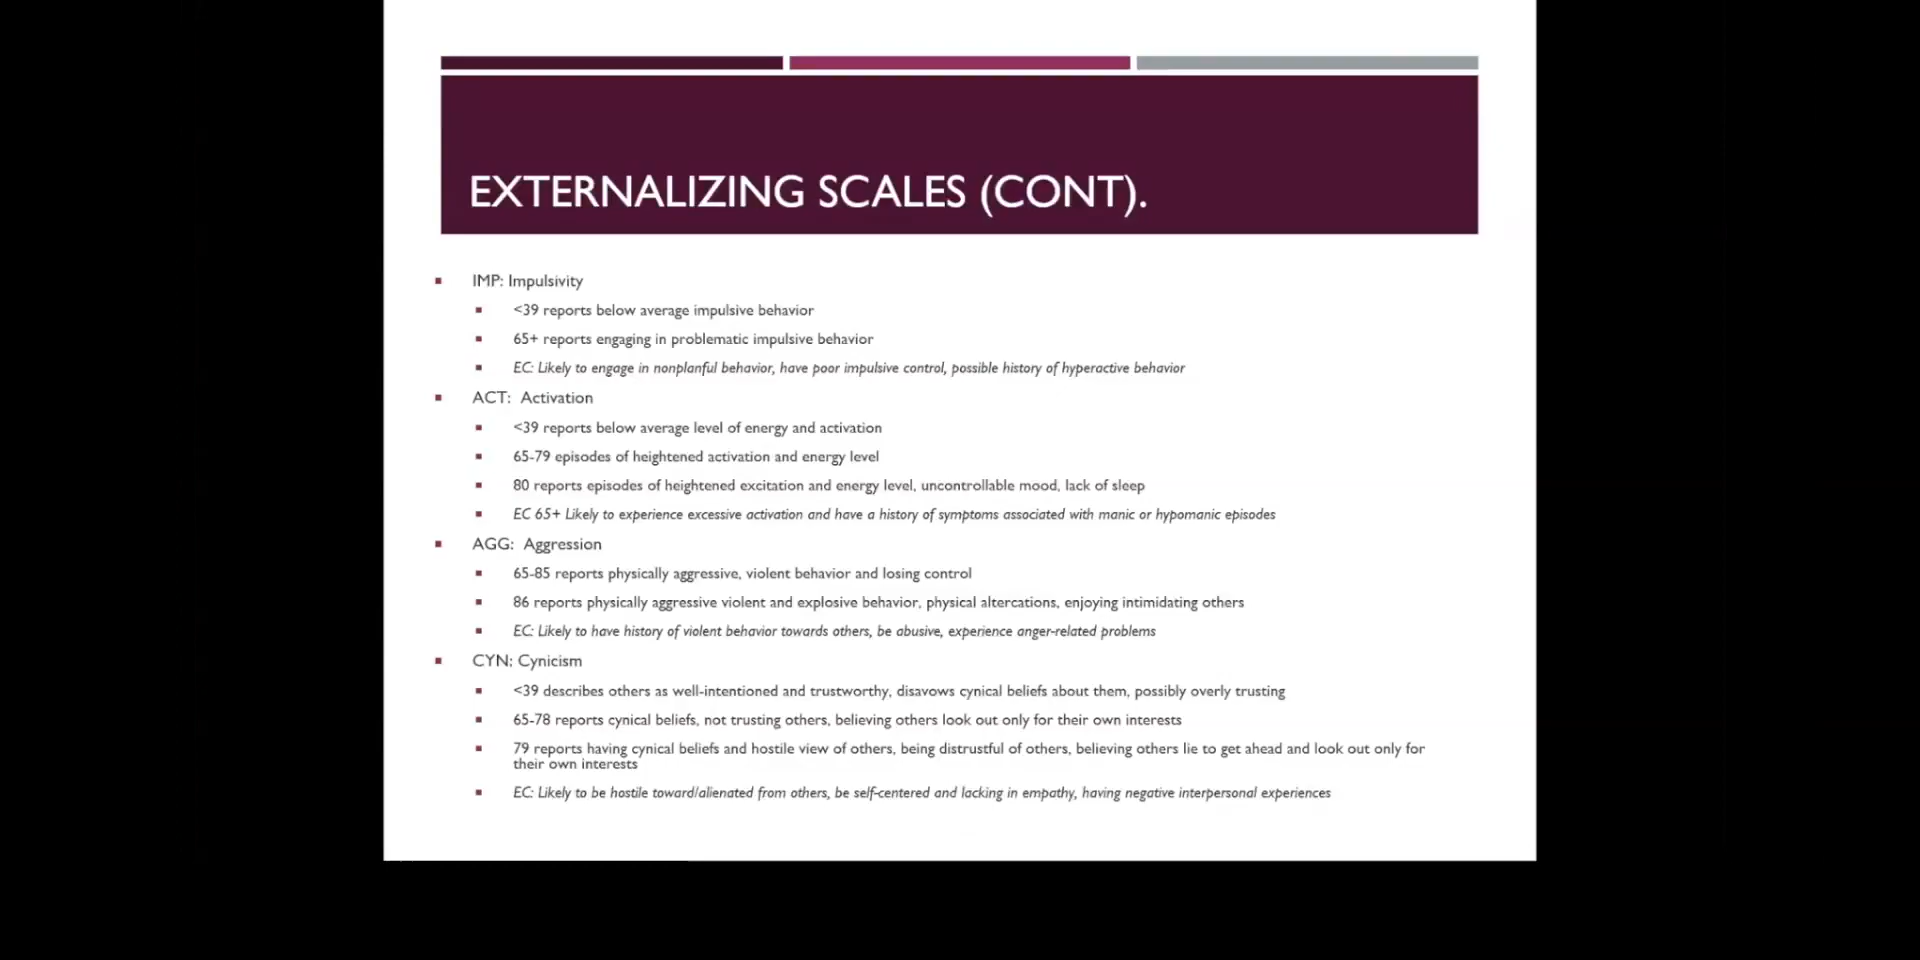 EXTERNALIZING SCALES (CONT).
IMP: Impulsivity
<39 reports below average impulsive behavior
65+ reports engaging in problematic impulsive behavior
EC: Likely to engage in nonplanful behavior, have poor impulsive control, possible history of hyperactive behavior
ACT: Activation
<39 reports below average level of energy and activation
65-79 episodes of heightened activation and energy level
80 reports episodes of heightened excitation and energy level, uncontrollable mood, lack of sleep
EC 65+ Likely to experience excessive activation and have a history of symptoms associated with manic or hypomanic episodes
AGG: Aggression
65-85 reports physically aggressive, violent behavior and losing control
86 reports physically aggressive violent and explosive behavior, physical altercations, enjoying intimidating others
EC: Likely to have history of violent behavior towards others, be abusive, experience anger-related problems
CYN: Cynicism
<39 describes others as well-intentioned and trustworthy, disavows cynical beliefs about them, possibly overly trusting
65-78 reports cynical beliefs, not trusting others, believing others look out only for their own interests
79 reports having cynical beliefs and hostile view of others, being distrustful of others, believing others lie to get ahead and look out only for
their own interests
EC: Likely to be hostile toward/alienated from others, be self-centered and lacking in empathy, having negative interpersonal experiences